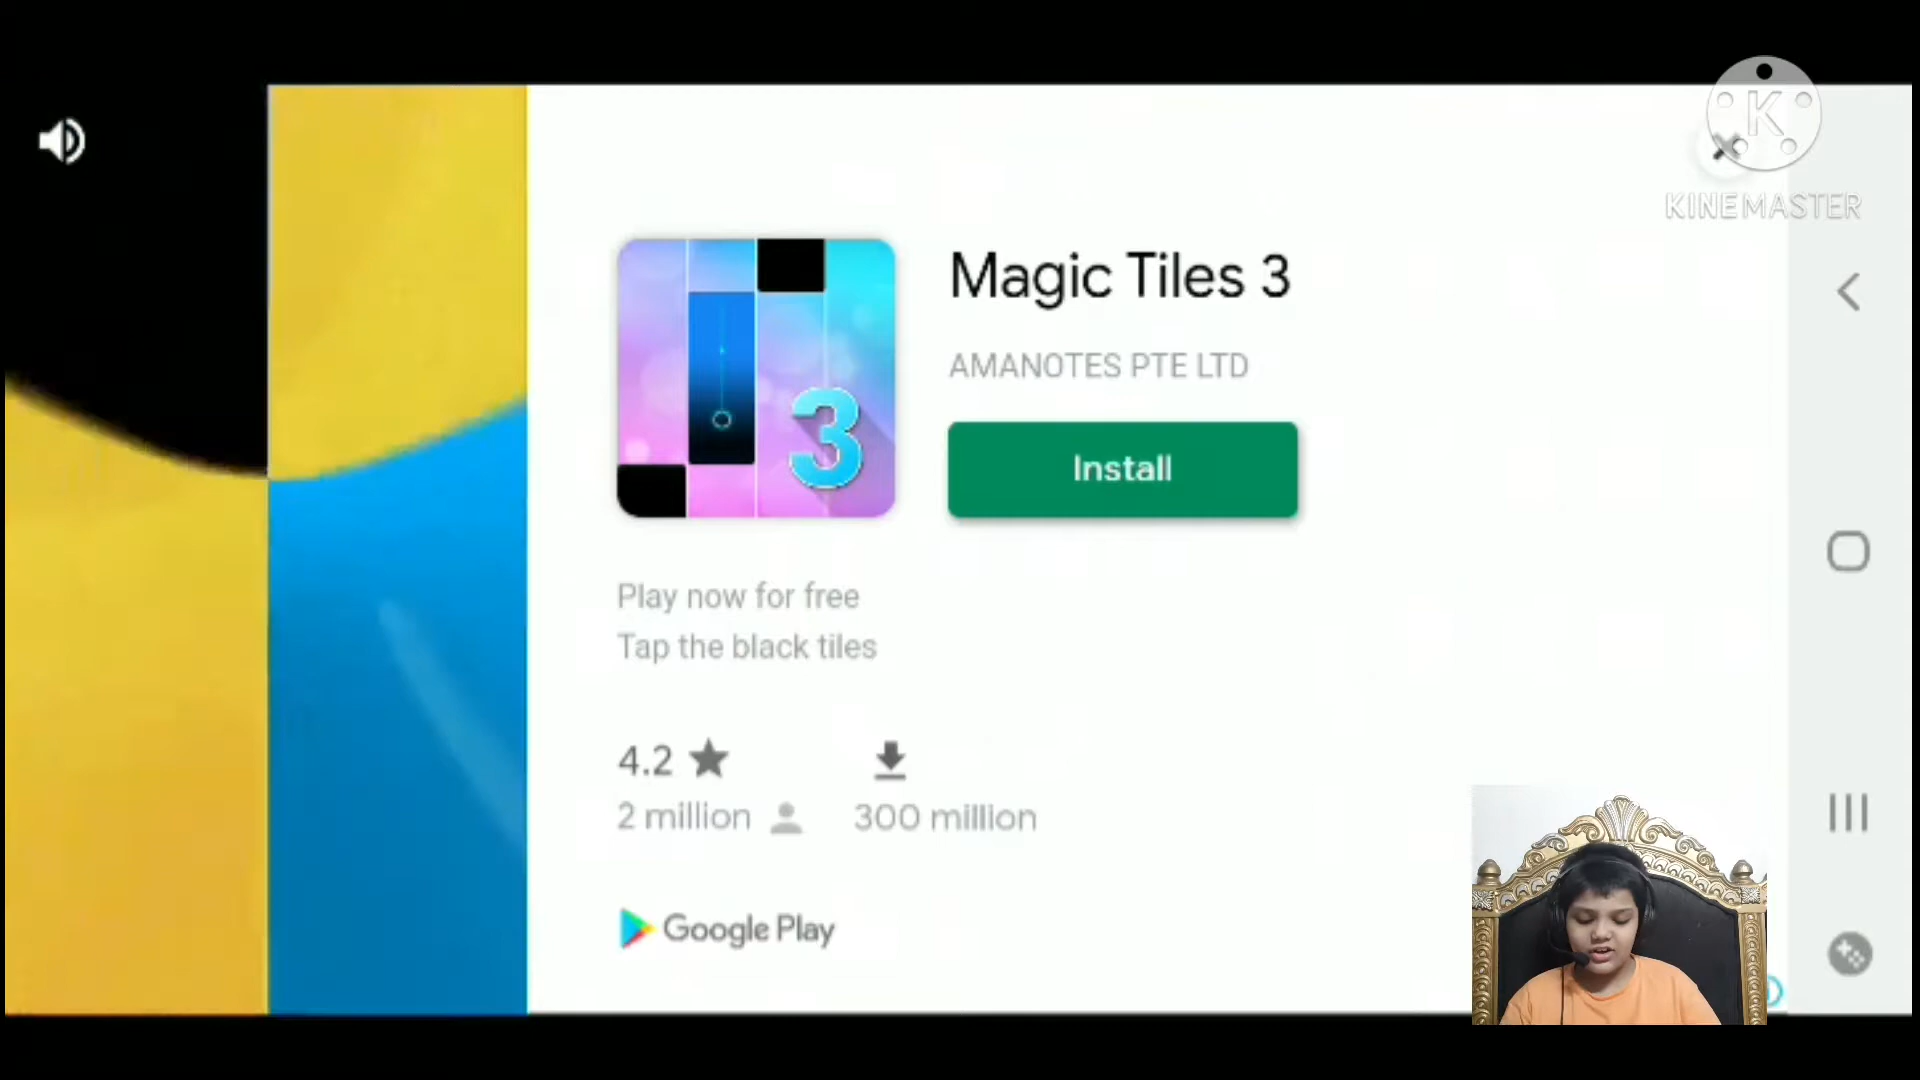 K
KINEMASTER
Magic Tiles 3
AMANOTES PTE LTD
Install
3
Play now for free
Tap the black tiles
4.2
2 million
300 million
Google Play